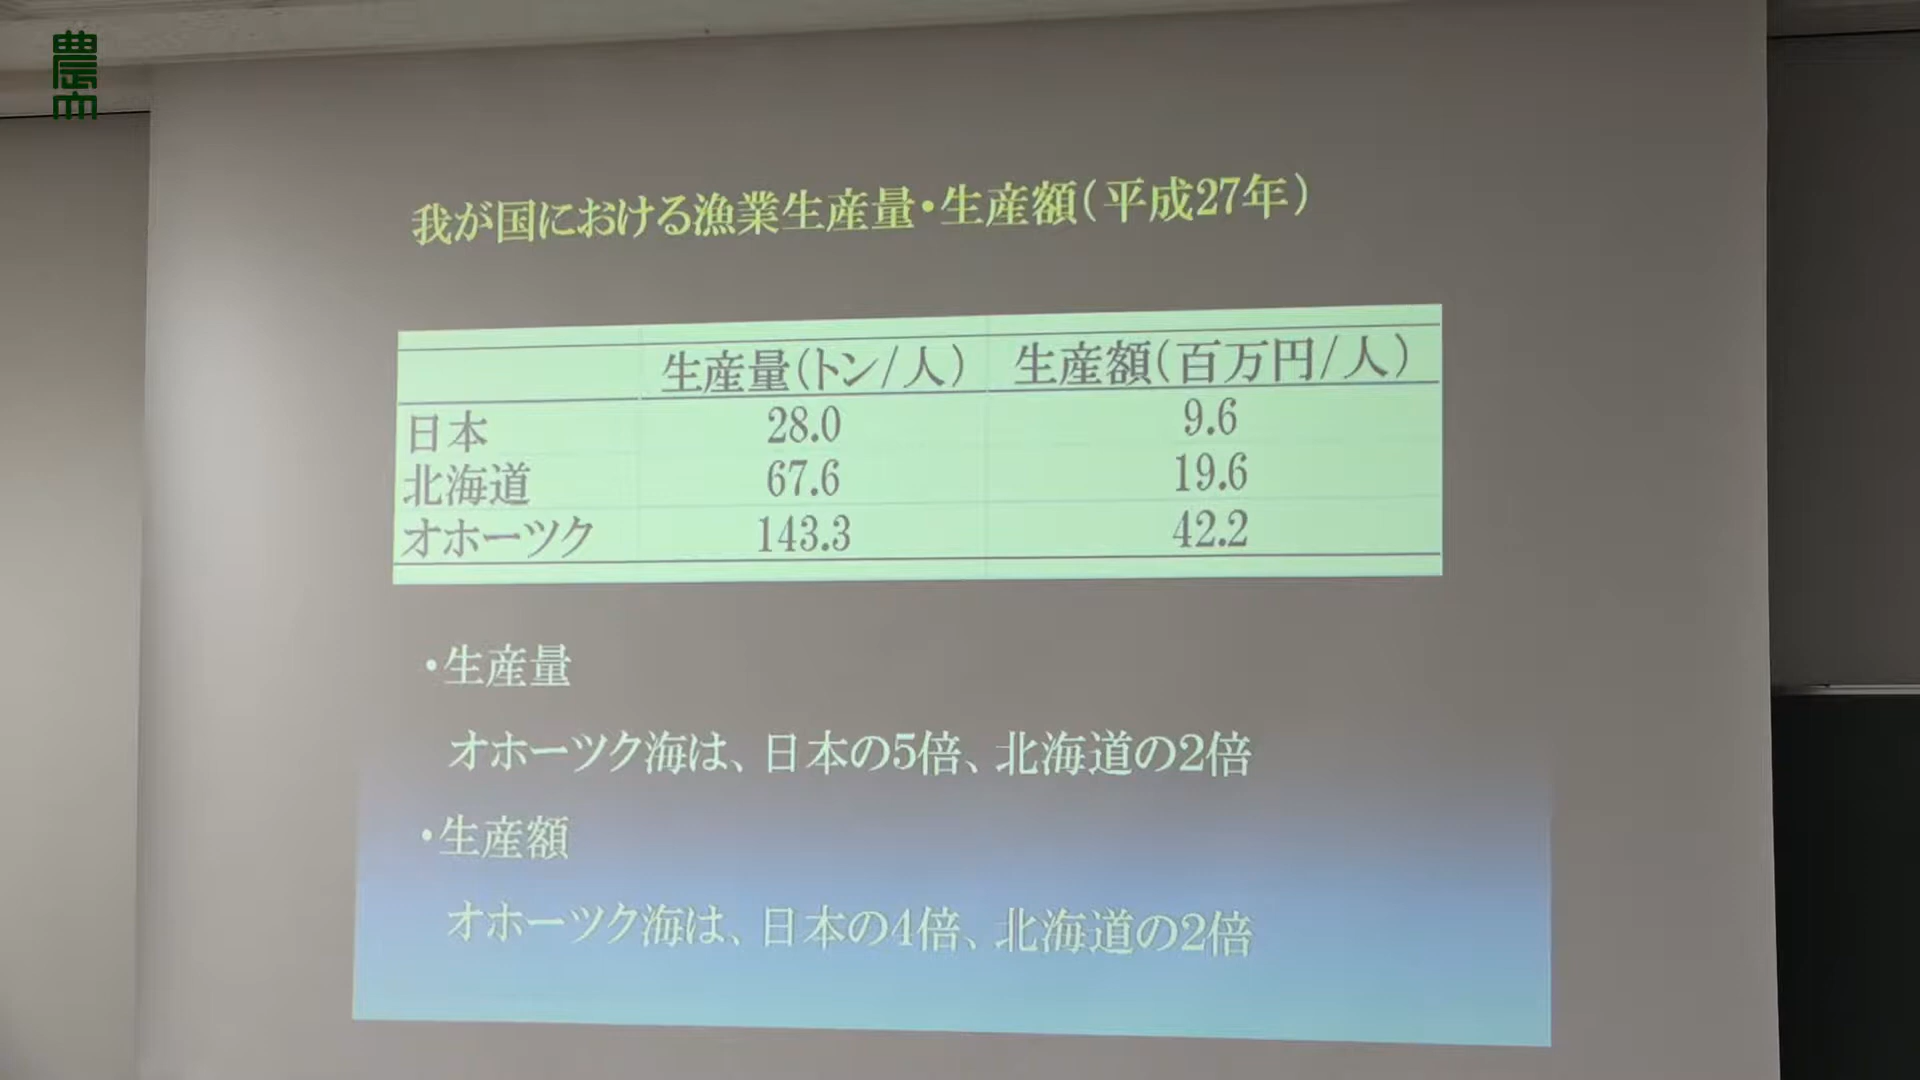 我が国における漁業生産量・生産額(平成27年)
生産量(トン/人) 生産額(百万円/人)
日本 28.0 9.6
北海道 67.6 19.6
オホーツク 143.3 42.2
・生産量
オホーツク海は、日本の5倍、北海道の2倍
・生産額
オホーツク海は、日本の4倍、北海道の2倍